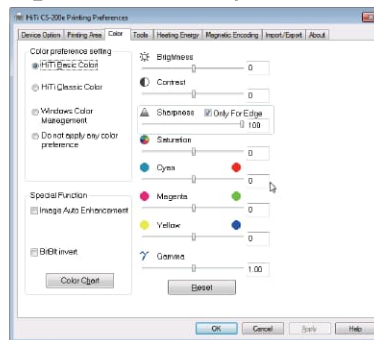 HiTi CS-200e Printing Preferences
Device Option Printing Area Color Tools Heating Energy Magnetic Encoding Import/Export About
Color preference setting
HiTi Basic Color
HiTi Classic Color
Windows Color Management
Do not apply any color preference
Special Function
Image Auto Enhancement
BitBlt invert
Color Chart
Brightness
0
Contrast
0
Sharpness Only For Edge
100
Saturation
0
Cyan
0
Magenta
0
Yellow
0
Gamma
1.00
Reset
OK Cancel Apply Help